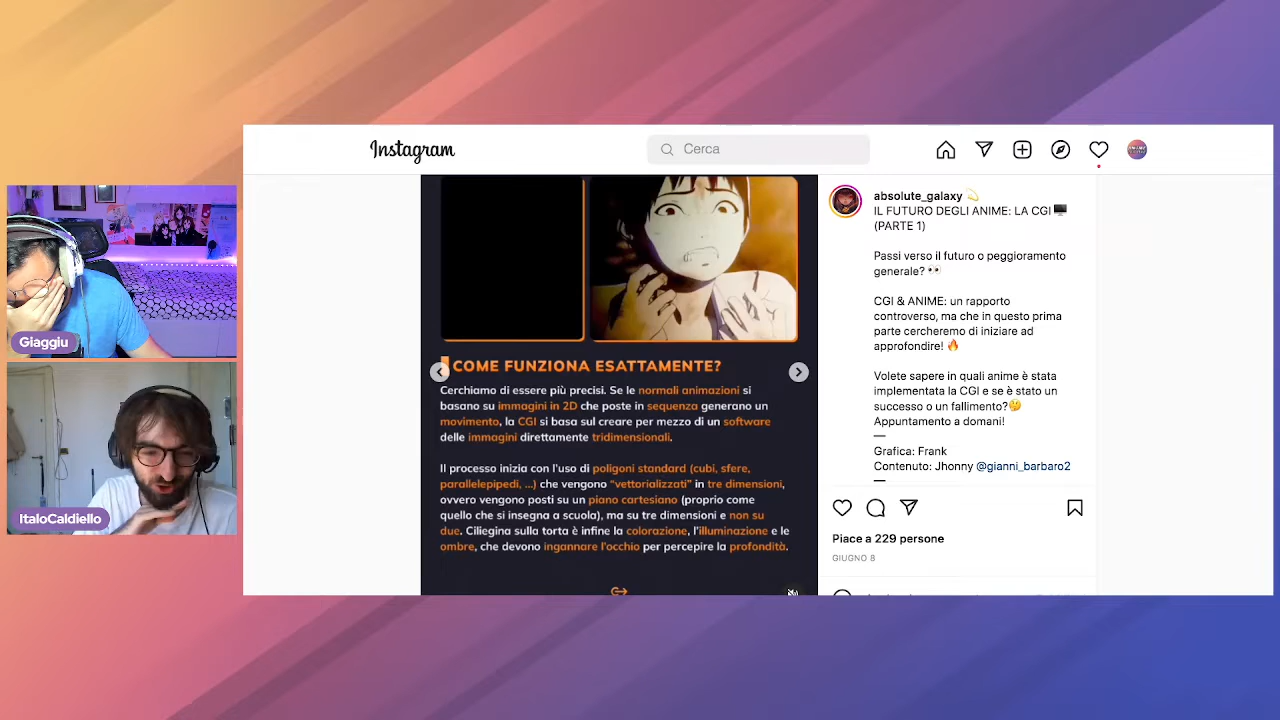 Instagram
Cerca
Giaggiu
ItaloCaldiello
COME FUNZIONA ESATTAMENTE?
Cerchiamo di essere più precisi. Se le normali animazioni si
basano su immagini in 2D che poste in sequenza generano un
movimento, la CGI si basa sul creare per mezzo di un software
delle immagini direttamente tridimensionali.
Il processo inizia con l'uso di poligoni standard (cubi, sfere,
parallelepipedi, ...) che vengono "vettorializzati" in tre dimensioni,
ovvero vengono posti su un piano cartesiano (proprio come
quello che si insegna a scuola), ma su tre dimensioni e non su
due. Ciliegina sulla torta è infine la colorazione, l'illuminazione e le
ombre, che devono ingannare l'occhio per percepire la profondità.
absolute_galaxy 💫
IL FUTURO DEGLI ANIME: LA CGI🖥️
(PARTE 1)
Passi verso il futuro o peggioramento
generale? 👀
CGI & ANIME: un rapporto
controverso, ma che in questo prima
parte cercheremo di iniziare ad
approfondire! 🔥
Volete sapere in quali anime è stata
implementata la CGI e se è stato un
successo o un fallimento?🤔
Appuntamento a domani!
—
Grafica: Frank
Contenuto: Jhonny @gianni_barbaro2
—
Piace a 229 persone
GIUGNO 8